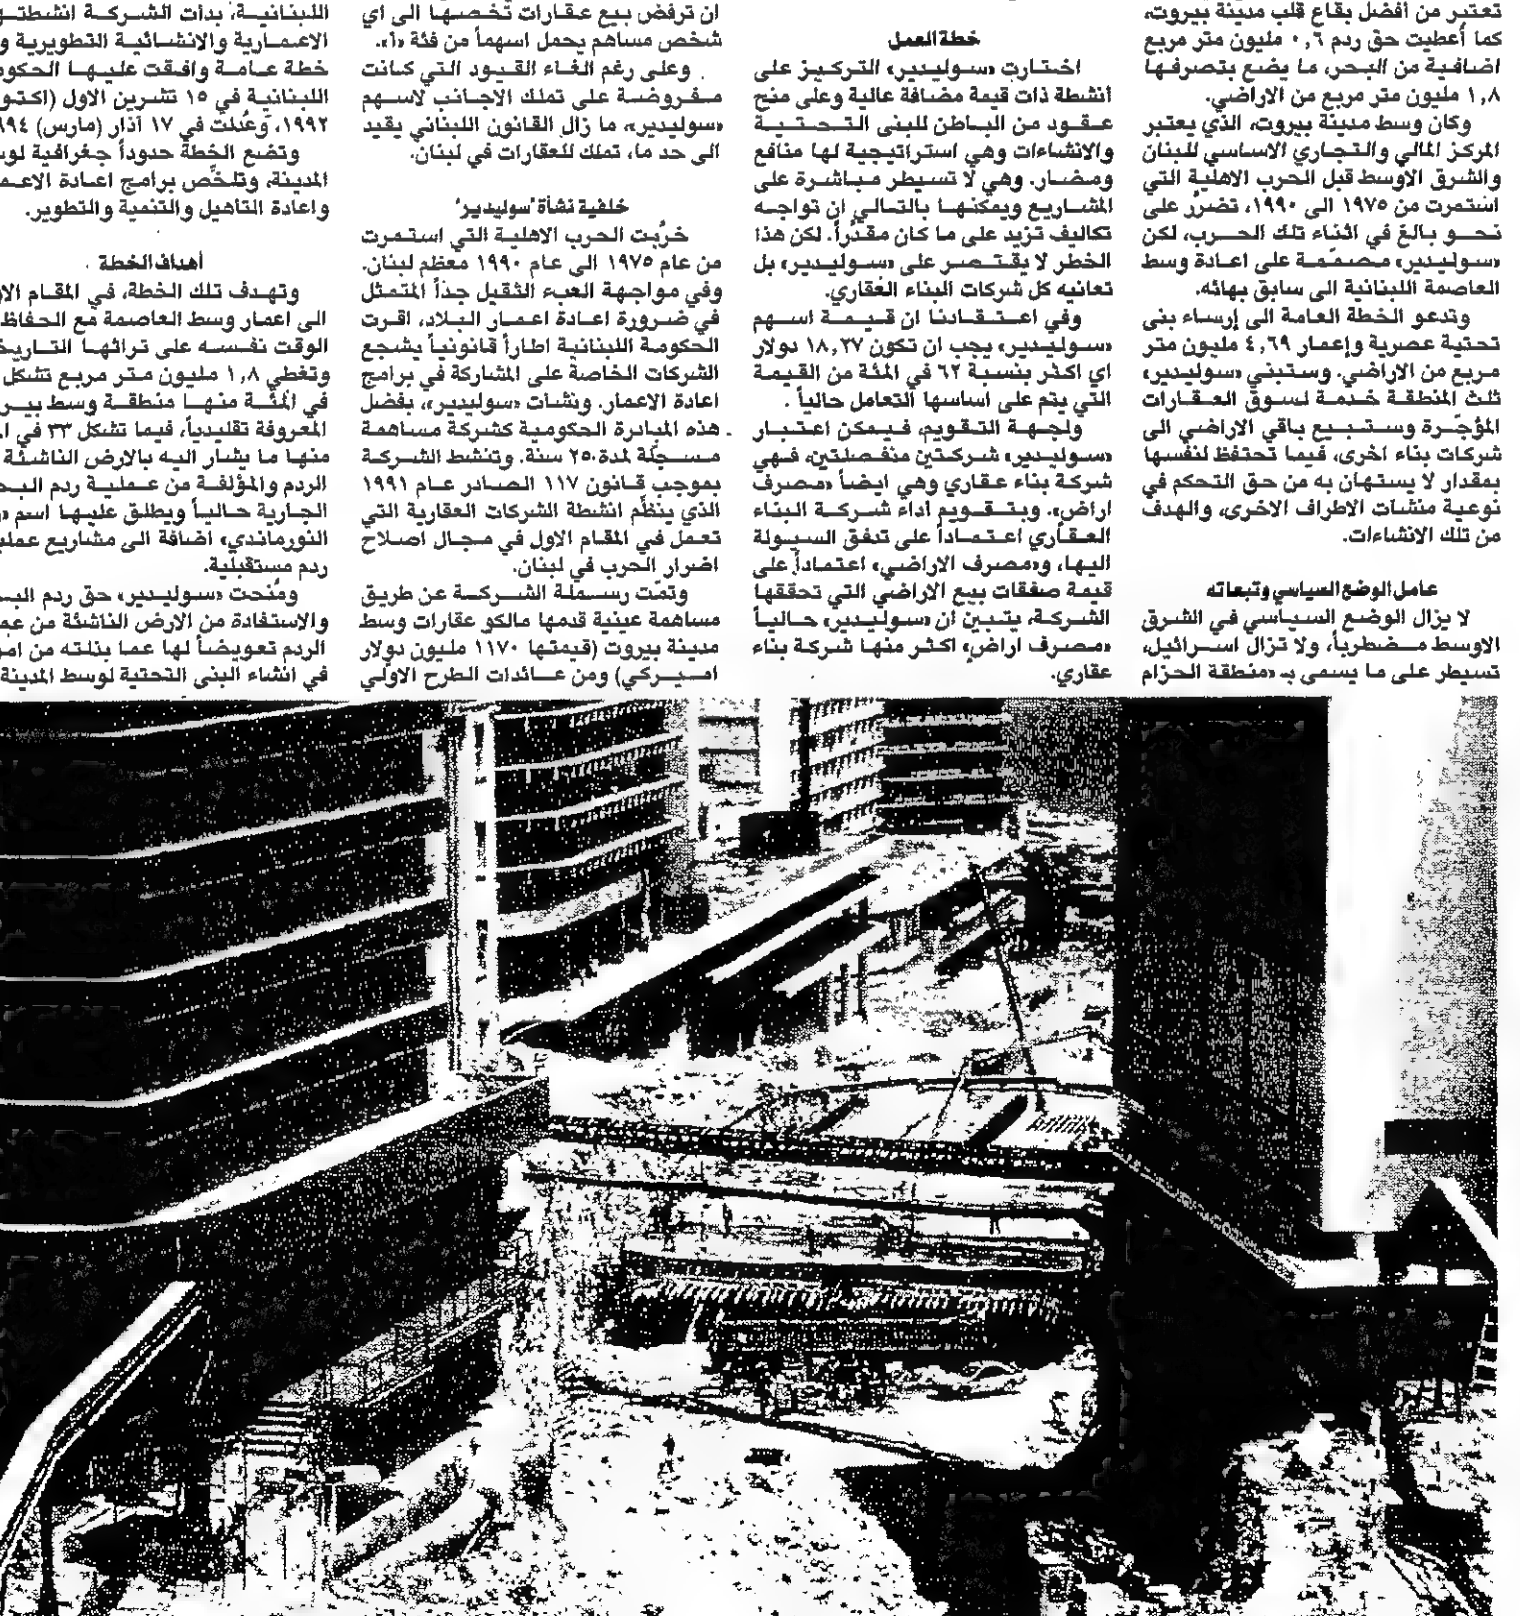 تعتبر من أفضل بقاع قلب مدينة بيروت،
كما أعطيت حق ردم ٠,٦ مليون متر مربع
اضافية من البحر، ما يضع بتصرفها
١,٨ مليون متر مربع من الاراضي.
وكان وسط مدينة بيروت، الذي يعتبر
المركز المالي والتجاري الاساسي للبنان
والشرق الاوسط قبل الحرب الاهلية التي
استمرت من ١٩٧٥ الى ١٩٩٠، تضرّر على
نحو بالغ في اثناء تلك الحرب، لكن
«سوليدير» مصمّمة على اعادة وسط
العاصمة اللبنانية الى سابق بهائه.
وتدعو الخطة العامة الى إرساء بنى
تحتية عصرية وإعمار ٤,٦٩ مليون متر
مربع من الاراضي. وستبني «سوليدير»
ثلث المنطقة خدمة لسوق العقارات
المؤجّرة وستبيع باقي الاراضي الى
شركات بناء اخرى، فيما تحتفظ لنفسها
بمقدار لا يستهان به من حق التحكم في
نوعية منشآت الاطراف الاخرى، والهدف
من تلك الانشاءات.
عامل الوضع السياسي وتبعاته
لا يزال الوضع السياسي في الشرق
الاوسط مضطرباً، ولا تزال اسرائيل،
تسيطر على ما يسمى بـ «منطقة الحزام
خطة العمل
اختارت «سوليدير» التركيز على
أنشطة ذات قيمة مضافة عالية وعلى منح
عقود من الباطن للبنى التحتية
والانشاءات وهي استراتيجية لها منافع
ومضار. وهي لا تسيطر مباشرة على
المشاريع ويمكنها بالتالي ان تواجه
تكاليف تزيد على ما كان مقدّراً. لكن هذا
الخطر لا يقتصر على «سوليدير» بل
تعانيه كل شركات البناء العقاري.
وفي اعتقادنا ان قيمة اسهم
«سوليدير» يجب ان تكون ١٨,٢٧ دولار
اي اكثر بنسبة ٦٢ في المئة من القيمة
التي يتم على اساسها التعامل حالياً.
ولجهة التقويم، فيمكن اعتبار
«سوليدير» شركتين منفصلتين، فهي
شركة بناء عقاري وهي ايضاً «مصرف
اراض». ويتقويم اداء شركة البناء
العقاري اعتماداً على تدفق السيولة
اليها، و«مصرف الاراضي» اعتماداً على
قيمة صفقات بيع الاراضي التي تحققها
الشركة، يتبين ان «سوليدير» حالياً
«مصرف اراض» اكثر منها شركة بناء
عقاري.
ان ترفض بيع عقارات تخصها الى اي
شخص مساهم يحمل اسهماً من فئة «أ».
وعلى رغم الغاء القيود التي كانت
مفروضة على تملك الاجانب لاسهم
«سوليدير»، ما زال القانون اللبناني يقيد
الى حد ما، تملك للعقارات في لبنان.
خلفية نشأة "سوليدير"
خرّبت الحرب الاهلية التي استمرت
من عام ١٩٧٥ الى عام ١٩٩٠ معظم لبنان.
وفي مواجهة العبء الثقيل جذاً المتمثل
في ضرورة اعادة اعمار البلاد، اقرت
الحكومة اللبنانية اطاراً قانونياً يشجع
الشركات الخاصة على المشاركة في برامج
اعادة الاعمار. ونشات «سوليدير»، بفضل
هذه المبادرة الحكومية كشركة مساهمة
مسجلة لمدة ٢٥ سنة. وتنشط الشركة
بموجب قانون ١١٧ الصادر عام ١٩٩١
الذي ينظّم انشطة الشركات العقارية التي
تعمل في المقام الاول في مجال اصلاح
اضرار الحرب في لبنان.
وتمّت رسملة الشركة عن طريق
مساهمة عينية قدمها مالكو عقارات وسط
مدينة بيروت (قيمتها ١١٧٠ مليون دولار
اميركي) ومن عائدات الطرح الاولي
اللبنانية، بدأت الشركة
الاعمارية والانشائية التطويرية
خطة عامة وافقت عليها
اللبنانية في ١٥ تشرين الاول
١٩٩٢، وعُدلت في ١٧ آذار (مارس)
وتضع الخطة حدوداً جغرافية
المدينة، وتلخّص برامج اعادة
واعادة التأهيل والتنمية والتطوير.
أهداف الخطة
وتهدف تلك الخطة، في المقام
الى اعمار وسط العاصمة مع الحفاظ
الوقت نفسه على تراثها
وتغطي ١,٨ مليون متر مربع تشكل
في المئة منها منطقة وسط
المعروفة تقليدياً، فيما تشكل ٣٣ في
منها ما يشار اليه بالارض الناشئة
الردم والمؤلفة من عملية ردم
الجارية حالياً ويطلق عليها اسم
النورماندي» اضافة الى مشاريع
ردم مستقبلية.
ومُنحت «سوليدير» حق ردم
والاستفادة من الارض الناشئة من
الردم تعويضاً لها عما بذلته من
في انشاء البنى التحتية لوسط المدينة